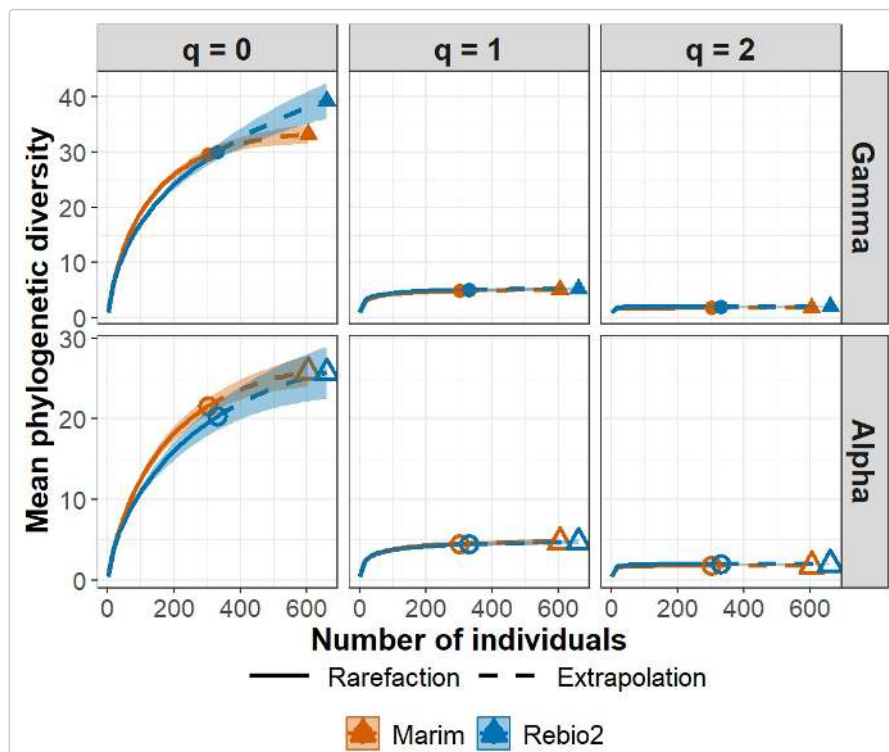 q = 0 q = 1 q = 2
Mean phylogenetic diversity
40
30
20
10
0
Gamma
30
20
10
0
Alpha
0 200 400 600 0 200 400 600 0 200 400 600
Number of individuals
Rarefaction Extrapolation
Marim Rebio2